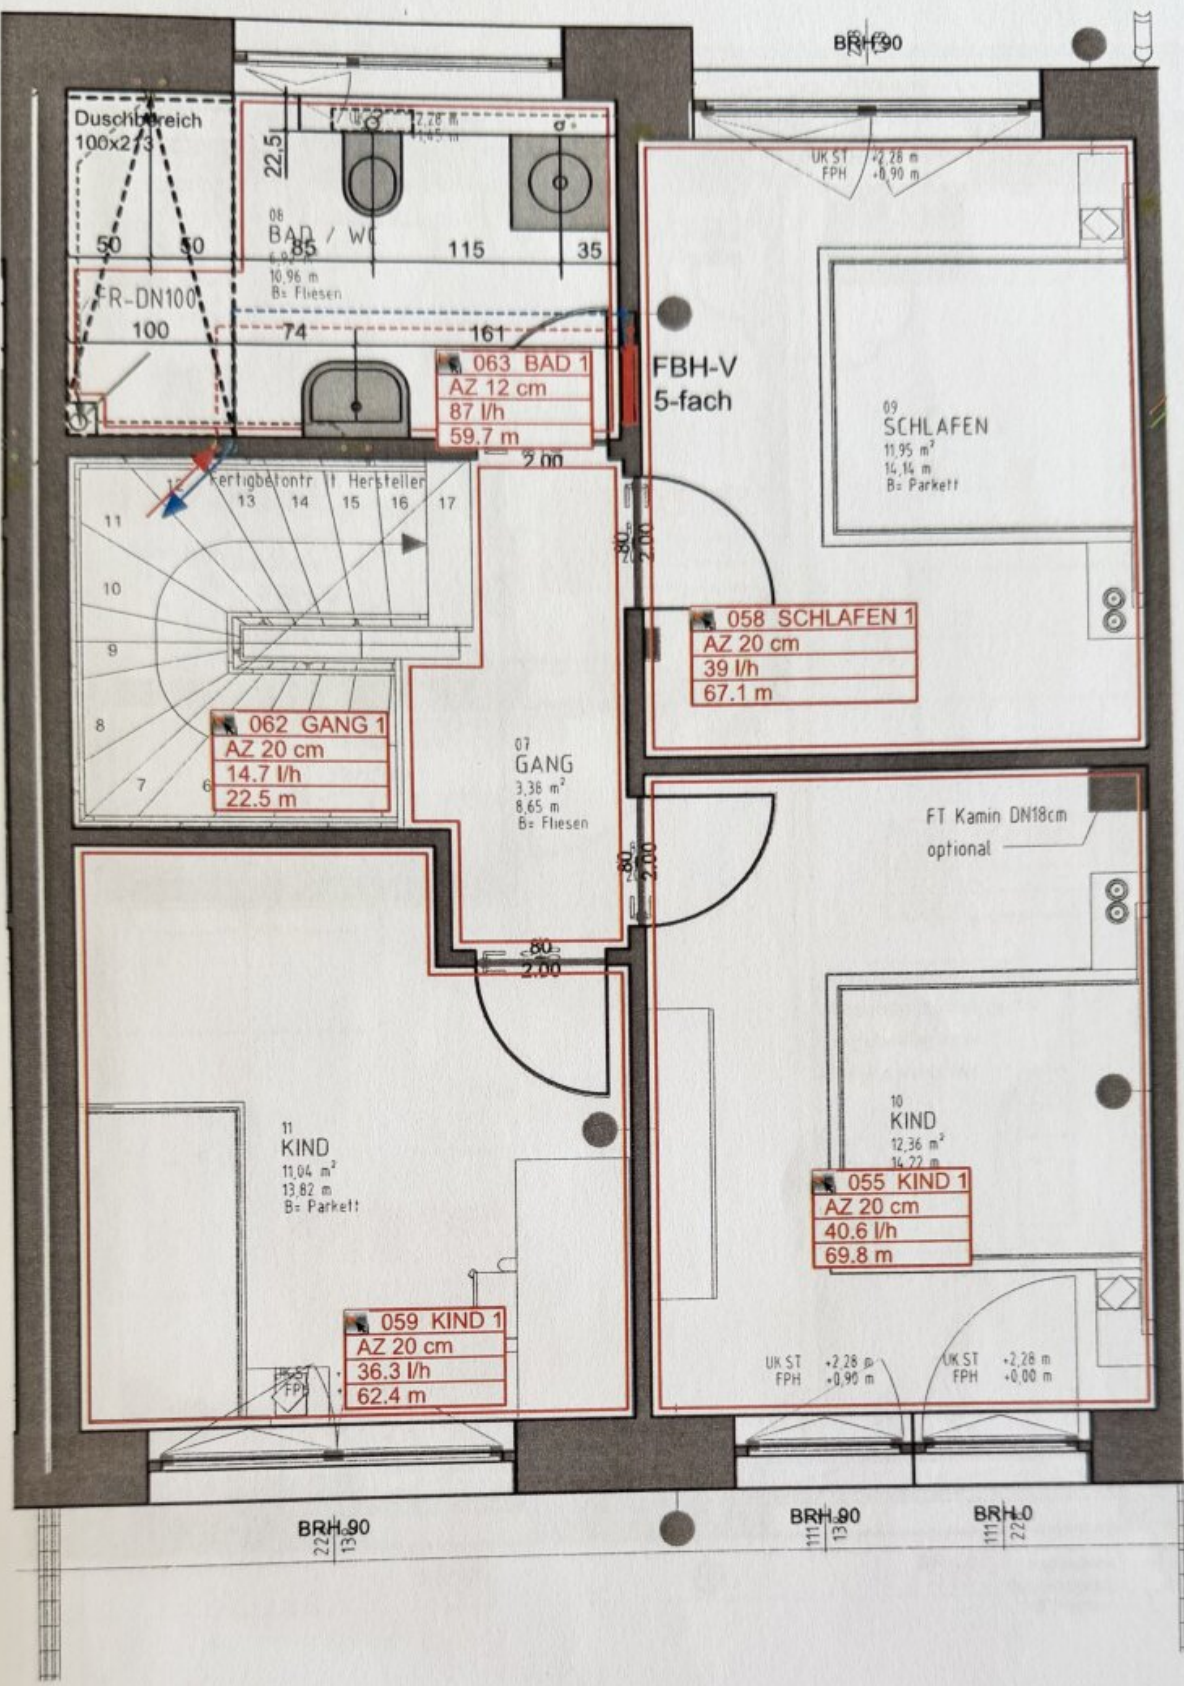 BRH 90
Duschbereich
100x213
22,5
UK ST +2,28 m
FPH +0,90 m
08
BAD / WC
10,96 m
B= Fliesen
50
50
85
115
35
FR-DN100
100
74
161
063 BAD 1
AZ 12 cm
87 l/h
59.7 m
2.00
FBH-V
5-fach
09
SCHLAFEN
11,95 m²
14,14 m
B= Parkett
Fertigbetontr lt. Hersteller
12
13
14
15
16
17
11
10
9
8
7
6
80
2.00
058 SCHLAFEN 1
AZ 20 cm
39 l/h
67.1 m
062 GANG 1
AZ 20 cm
14.7 l/h
22.5 m
07
GANG
3,38 m²
8,65 m
B= Fliesen
80
2.00
FT Kamin DN18cm
optional
80
2.00
11
KIND
11,04 m²
13,82 m
B= Parkett
10
KIND
12,36 m²
14,22 m
055 KIND 1
AZ 20 cm
40.6 l/h
69.8 m
059 KIND 1
AZ 20 cm
36.3 l/h
62.4 m
UK ST
FPH
UK ST +2,28 m
FPH +0,90 m
UK ST +2,28 m
FPH +0,00 m
BRH 90
BRH 90
BRH 0